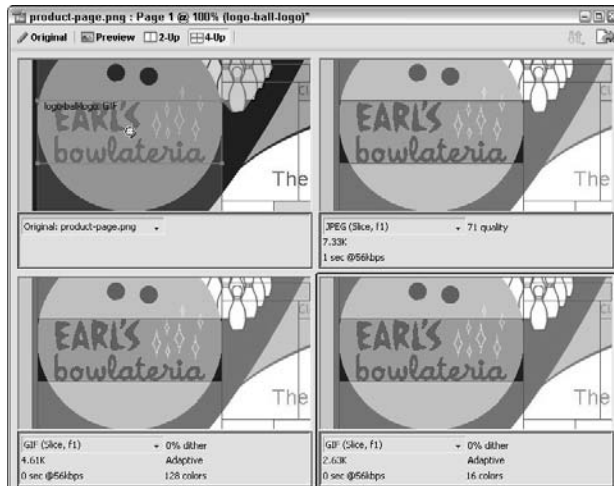 product-page.png : Page 1 @ 100% (logo-ball-logo)*
Original Preview 2-Up 4-Up
logo-ball-logo: GIF
EARL'S
bowlateria
The
Original: product-page.png
EARL'S
bowlateria
The
JPEG (Slice, f1) 71 quality
7.33K
1 sec @56kbps
EARL'S
bowlateria
The
GIF (Slice, f1) 0% dither
4.61K Adaptive
0 sec @56kbps 128 colors
EARL'S
bowlateria
The
GIF (Slice, f1) 0% dither
2.63K Adaptive
0 sec @56kbps 16 colors